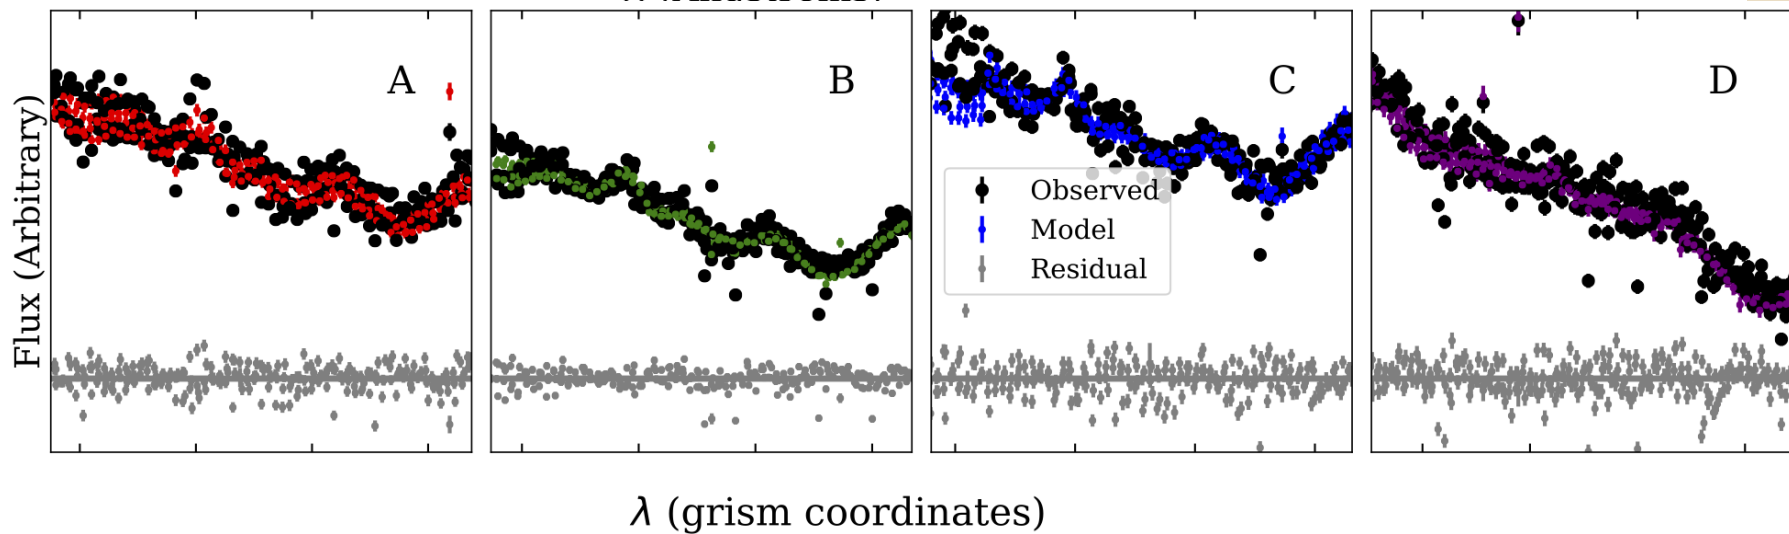 A
B
C
D
Flux (Arbitrary)
Observed
Model
Residual
λ (grism coordinates)